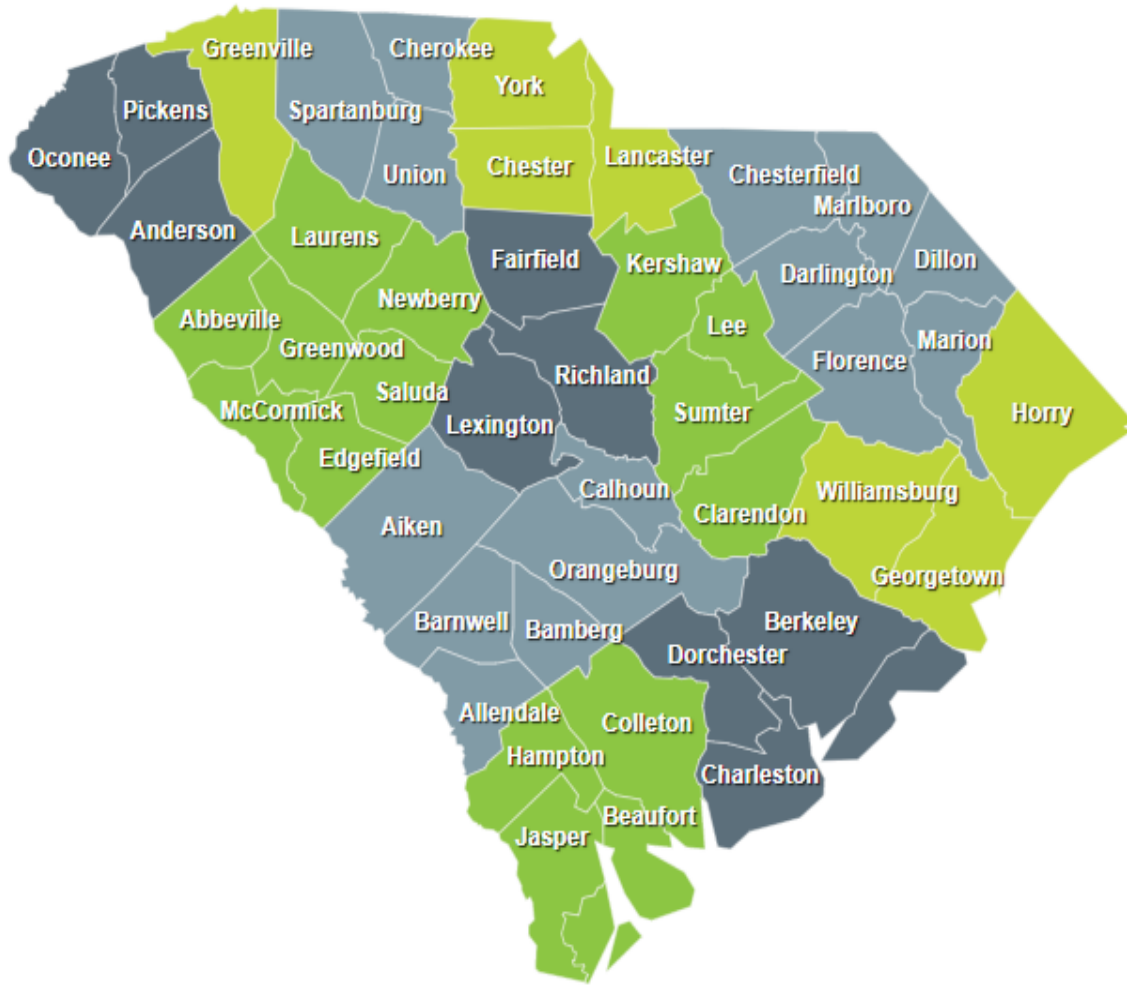 Greenville
Cherokee
York
Pickens
Spartanburg
Oconee
Union
Chester
Lancaster
Chesterfield
Marlboro
Anderson
Laurens
Fairfield
Kershaw
Darlington
Dillon
Newberry
Abbeville
Greenwood
Lee
Marion
Florence
Richland
Saluda
McCormick
Lexington
Sumter
Horry
Edgefield
Calhoun
Williamsburg
Aiken
Clarendon
Orangeburg
Georgetown
Barnwell
Bamberg
Berkeley
Dorchester
Allendale
Colleton
Hampton
Charleston
Beaufort
Jasper